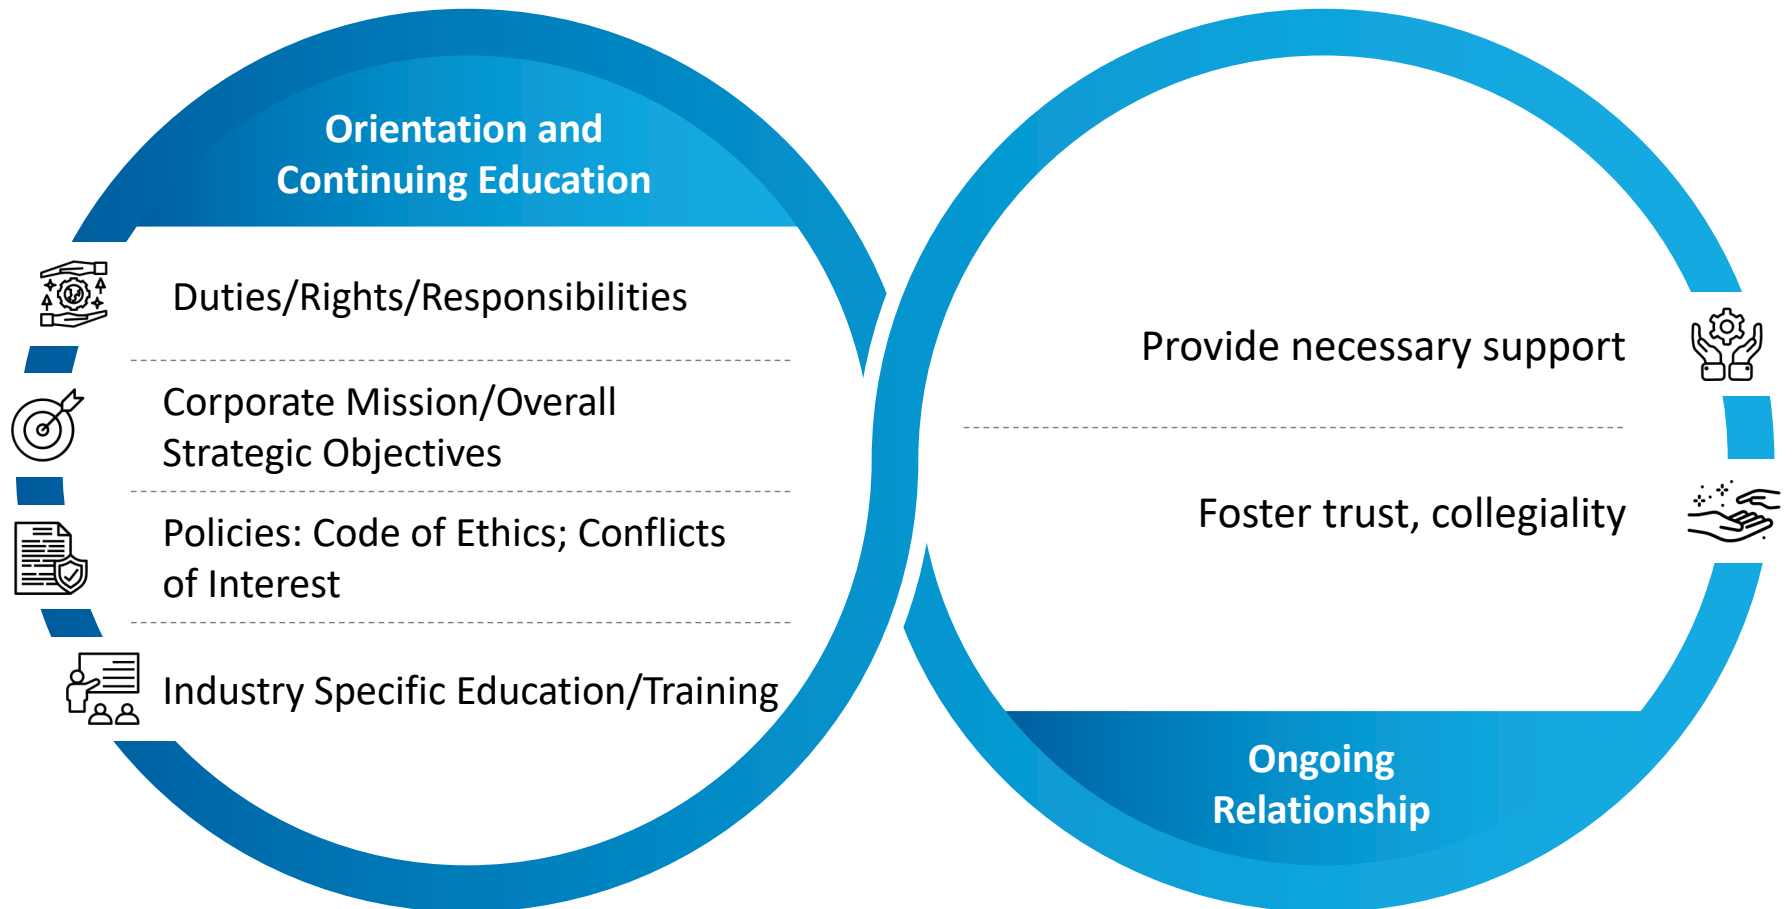 Orientation and
Continuing Education
Duties/Rights/Responsibilities
Corporate Mission/Overall
Strategic Objectives
Policies: Code of Ethics; Conflicts
of Interest
Industry Specific Education/Training
Provide necessary support
Foster trust, collegiality
Ongoing
Relationship